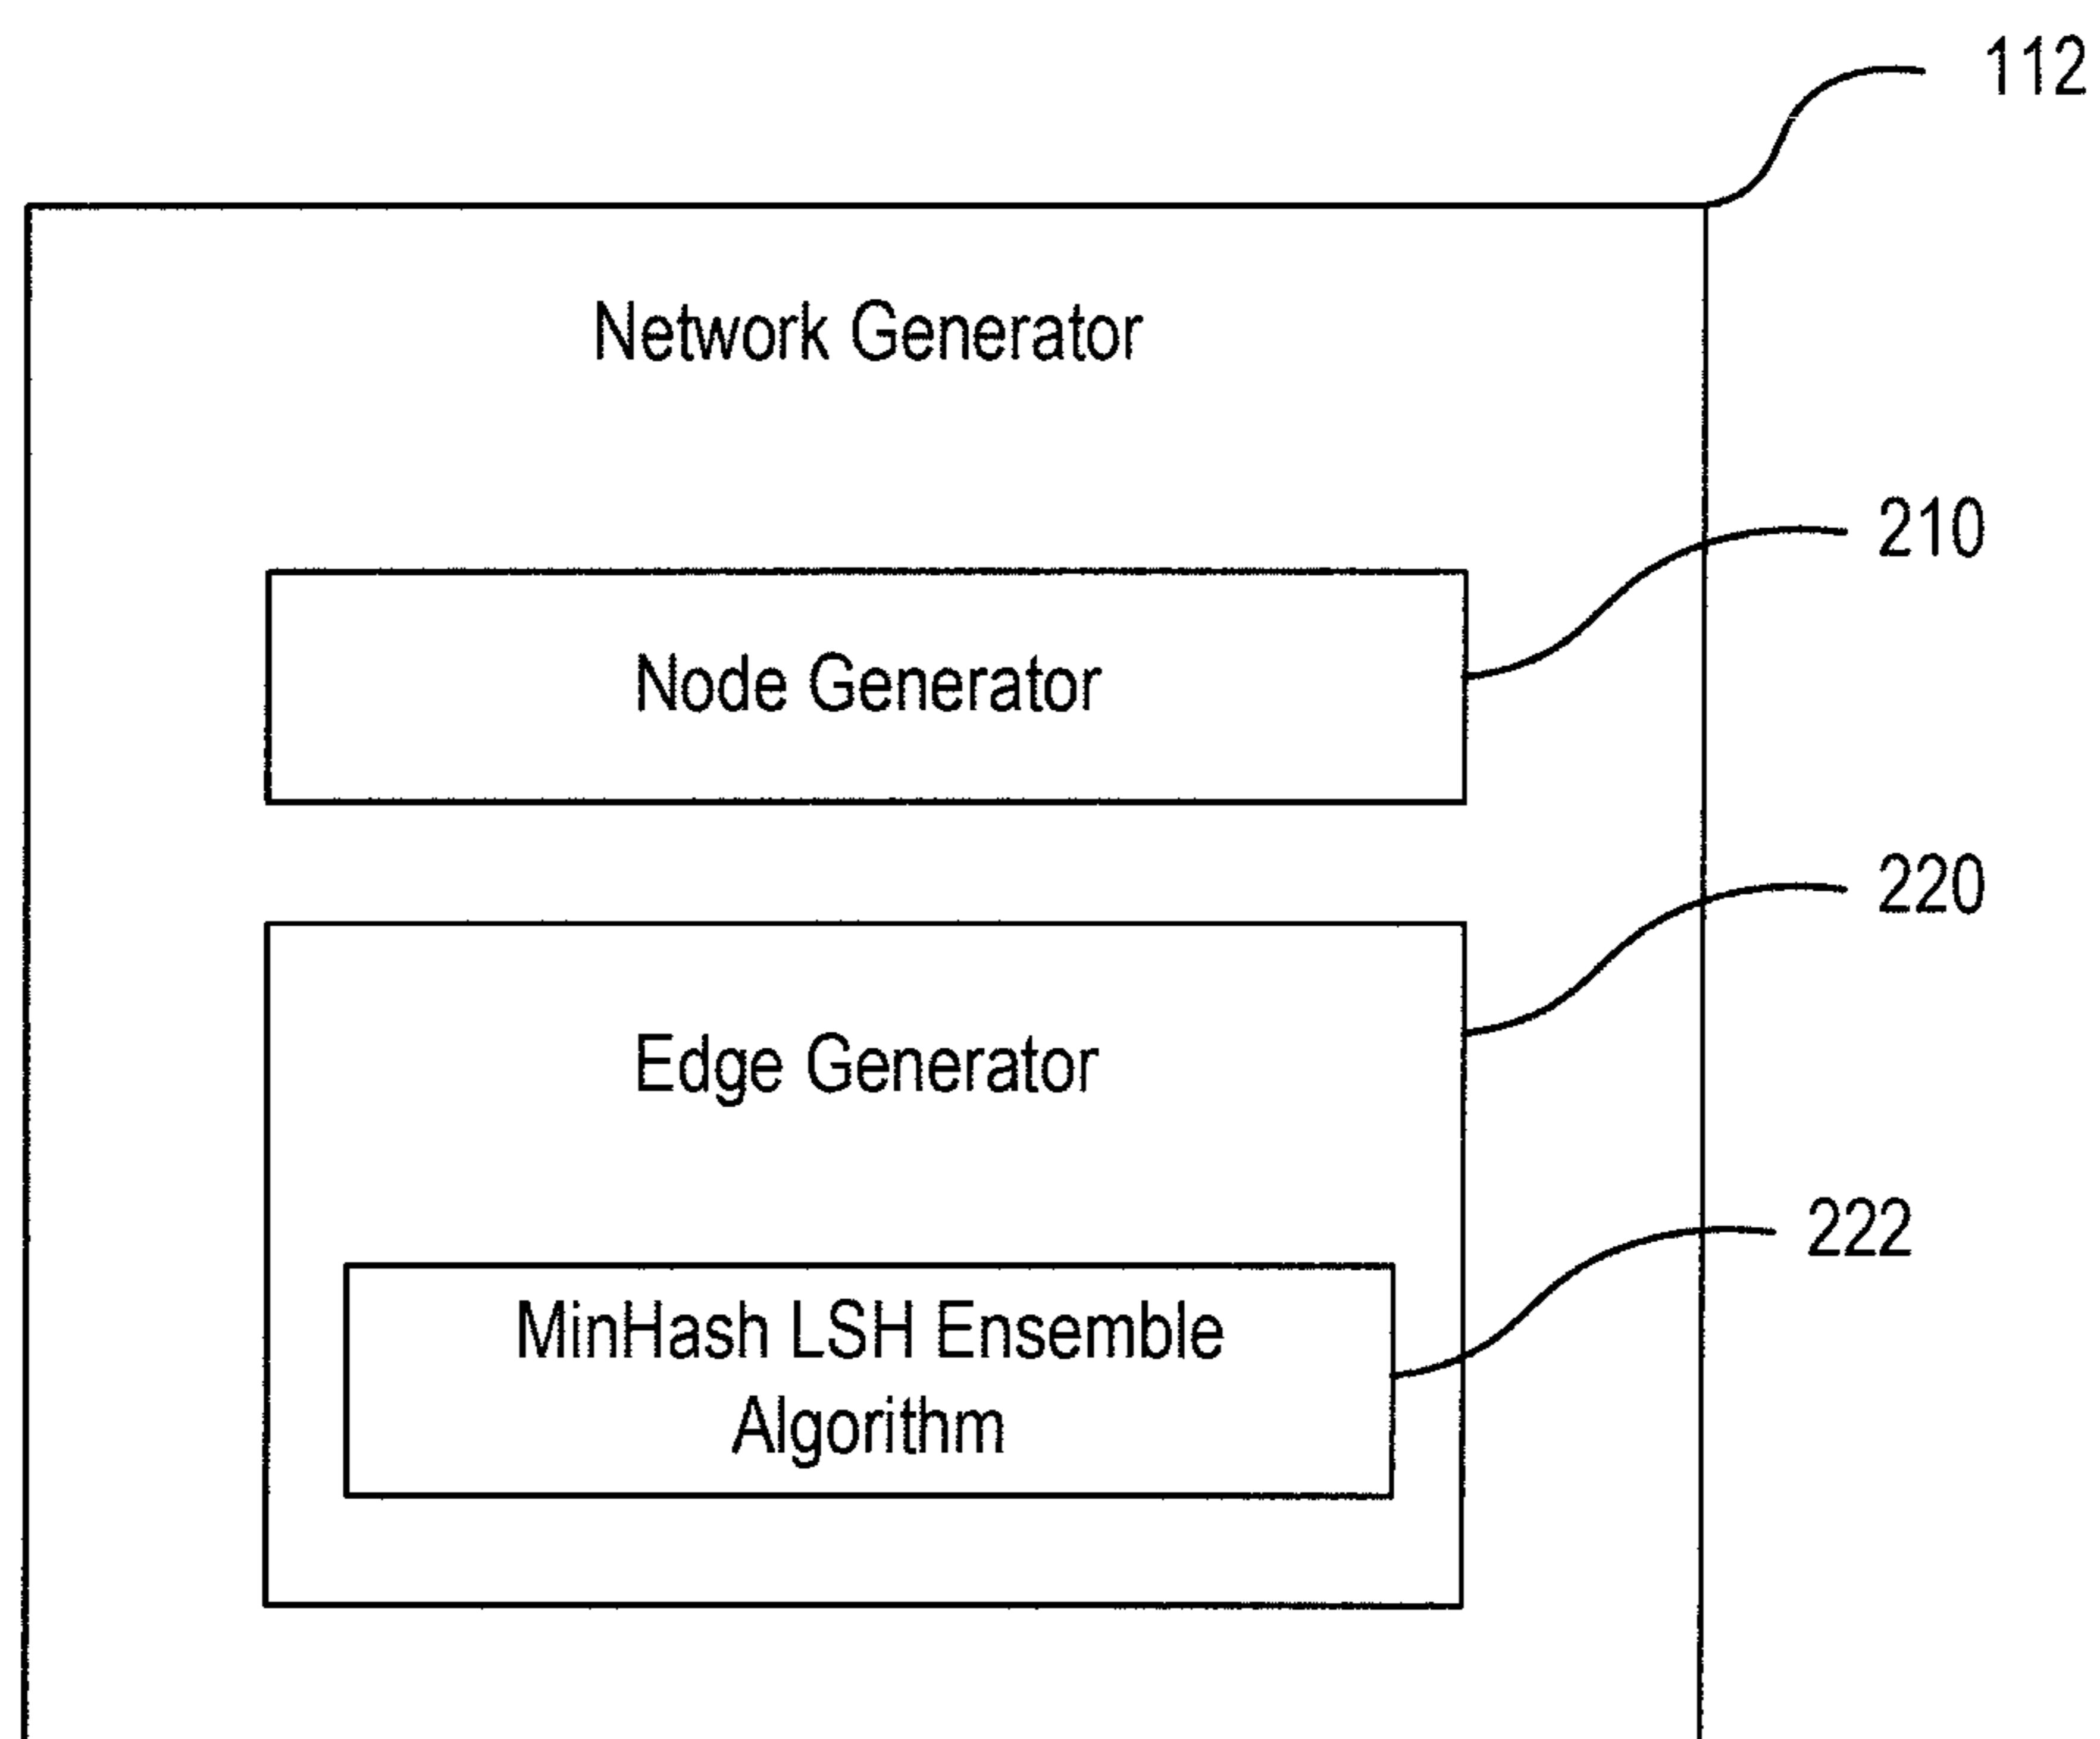 112
Network Generator
210
Node Generator
220
Edge Generator
222
MinHash LSH Ensemble
Algorithm